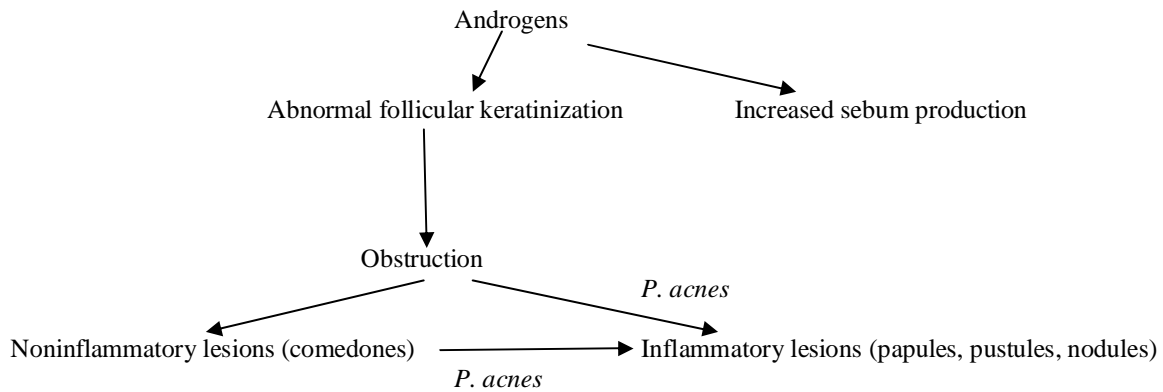 Androgens
Abnormal follicular keratinization
Increased sebum production
Obstruction
P. acnes
Noninflammatory lesions (comedones)
Inflammatory lesions (papules, pustules, nodules)
P. acnes